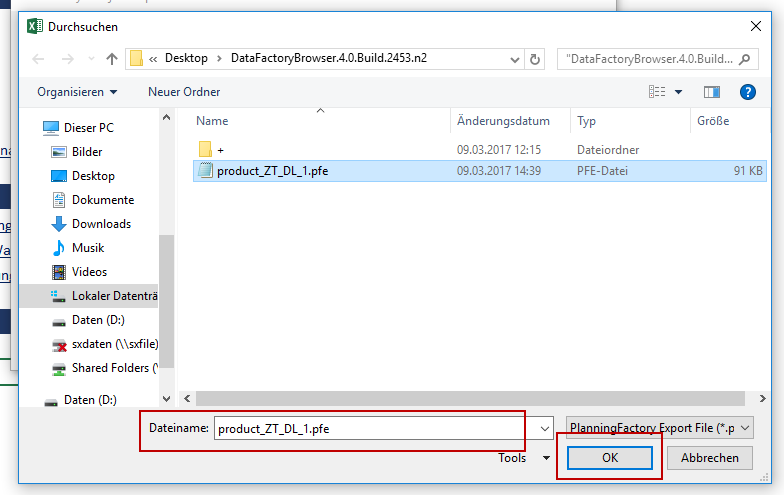 Durchsuchen
« Desktop > DataFactoryBrowser.4.0.Build.2453.n2
"DataFactoryBrowser.4.0.Build...
Organisieren
Neuer Ordner
?
Name
Änderungsdatum
Typ
Größe
Dieser PC
Bilder
Desktop
Dokumente
Downloads
Musik
Videos
Lokaler Datenträ
Daten (D:)
sxdaten (\\sxfile)
Shared Folders (\
Daten (D:)
+ 09.03.2017 12:15 Dateiordner
product_ZT_DL_1.pfe 09.03.2017 14:39 PFE-Datei 91 KB
Dateiname: product_ZT_DL_1.pfe
PlanningFactory Export File (*.p
Tools
OK
Abbrechen